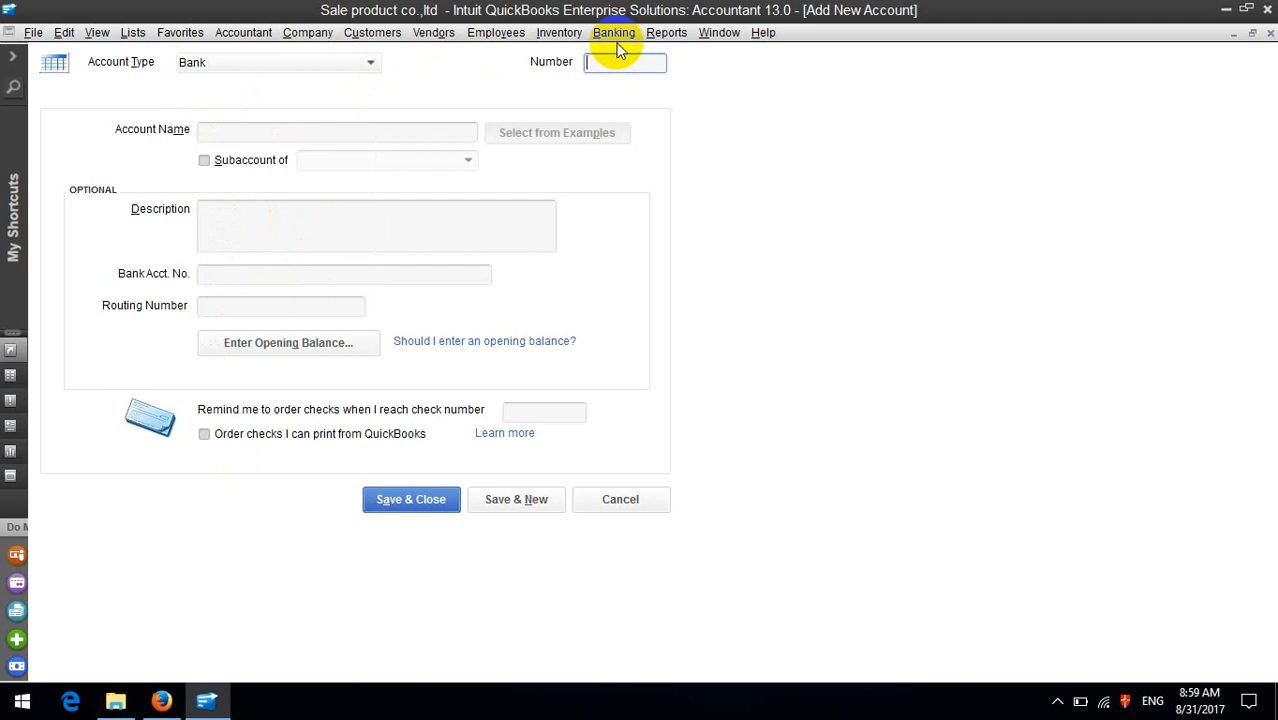 Sale product co.,ltd - Intuit QuickBooks Enterprise Solutions: Accountant 13.0 - [Add New Account]
File Edit View Lists Favorites Accountant Company Customers Vendors Employees Inventory Banking Reports Window Help
Account Type Bank Number
Account Name Select from Examples
Subaccount of
OPTIONAL
Description
Bank Acct. No.
Routing Number
Enter Opening Balance... Should I enter an opening balance?
Remind me to order checks when I reach check number
Order checks I can print from QuickBooks Learn more
Save & Close Save & New Cancel
My Shortcuts
Do M
ENG
8:59 AM
8/31/2017